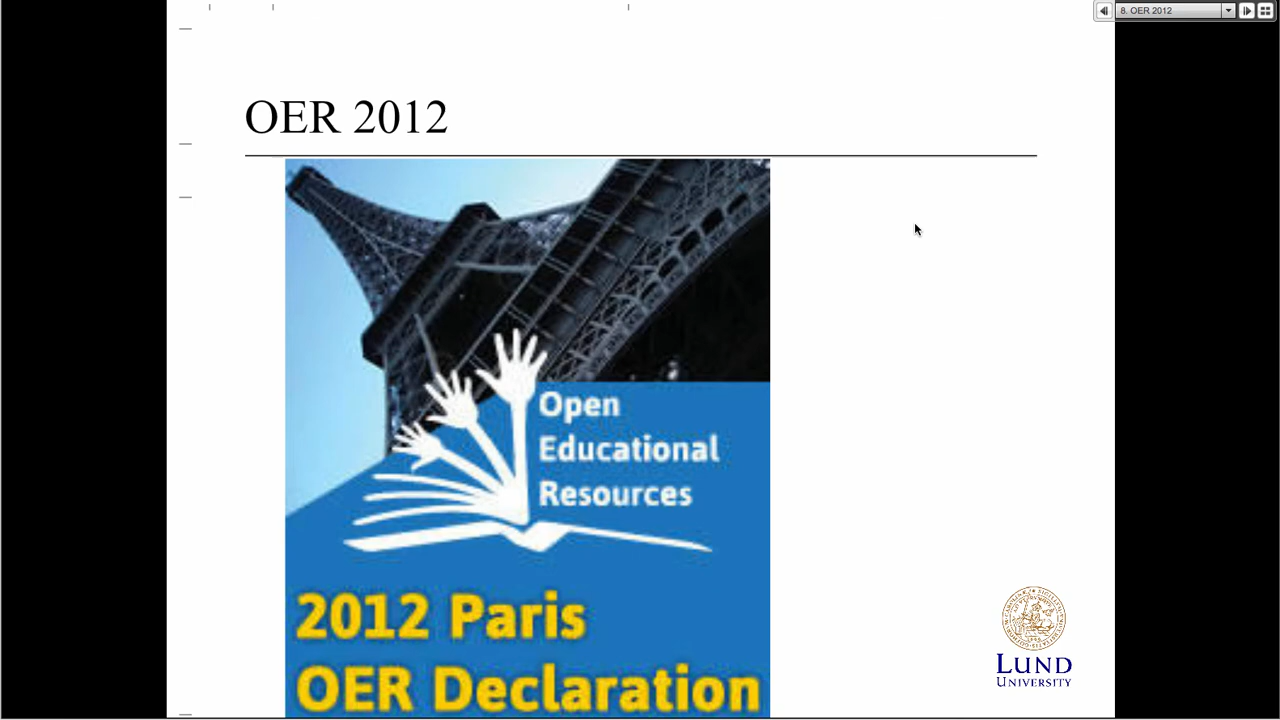 8. OER 2012
OER 2012
Open
Educational
Resources
2012 Paris
OER Declaration
LUND
UNIVERSITY